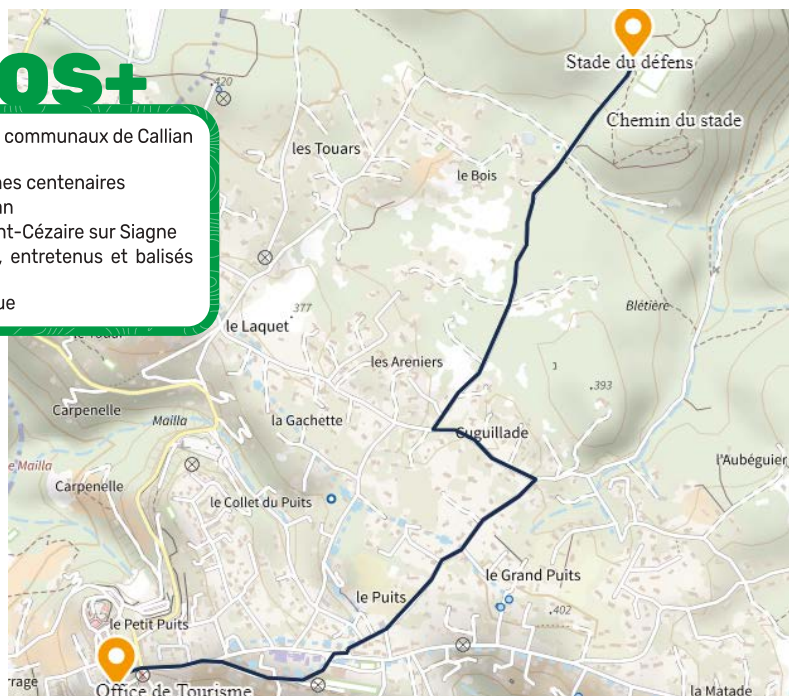 OS+
communaux de Callian
nes centenaires
an
nt-Cézaire sur Siagne
, entretenus et balisés
ue
Stade du défens
Chemin du stade
420
les Touars
le Bois
377
le Laquet
Blêtière
les Areniers
393
Carpenelle
Mailla
la Gachette
Cuguillade
e Mailla
l'Aubéguier
Carpenelle
le Collet du Puits
le Grand Puits
le Puits
402
le Petit Puits
Office de Tourisme
rrage
la Matade